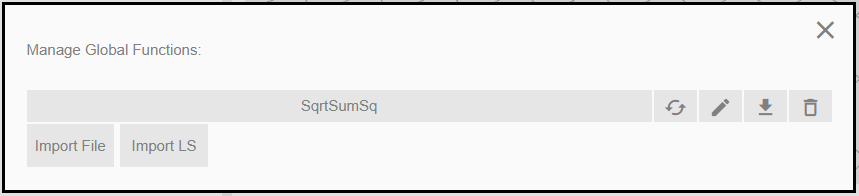 Manage Global Functions:
SqrtSumSq
Import File Import LS